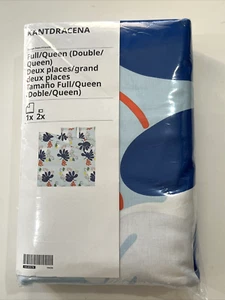 KANTDRACENA
Full/Queen (Double/
Queen)
Deux places/grand
deux places
Tamaño Full/Queen
(Doble/Queen)
1x 2x